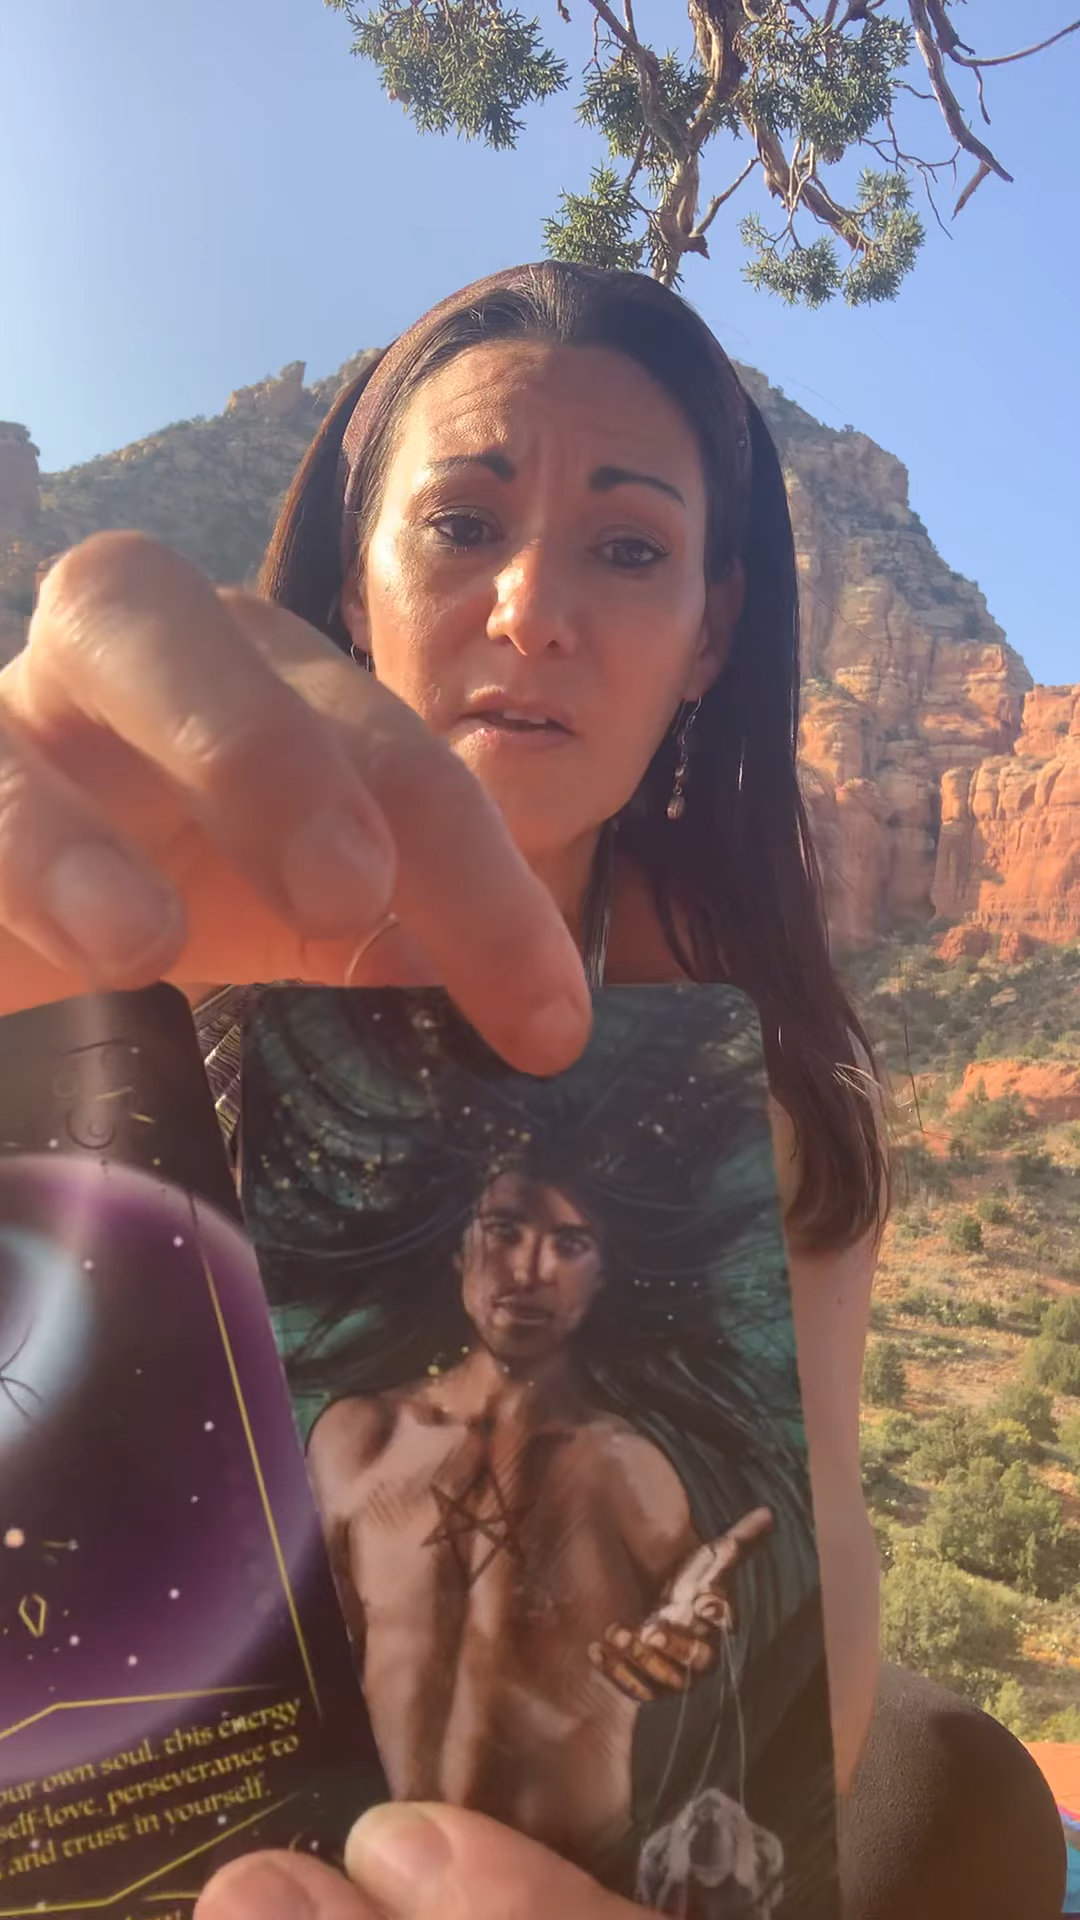 our own soul, this energy
self-love, perseverance to
and trust in yourself.